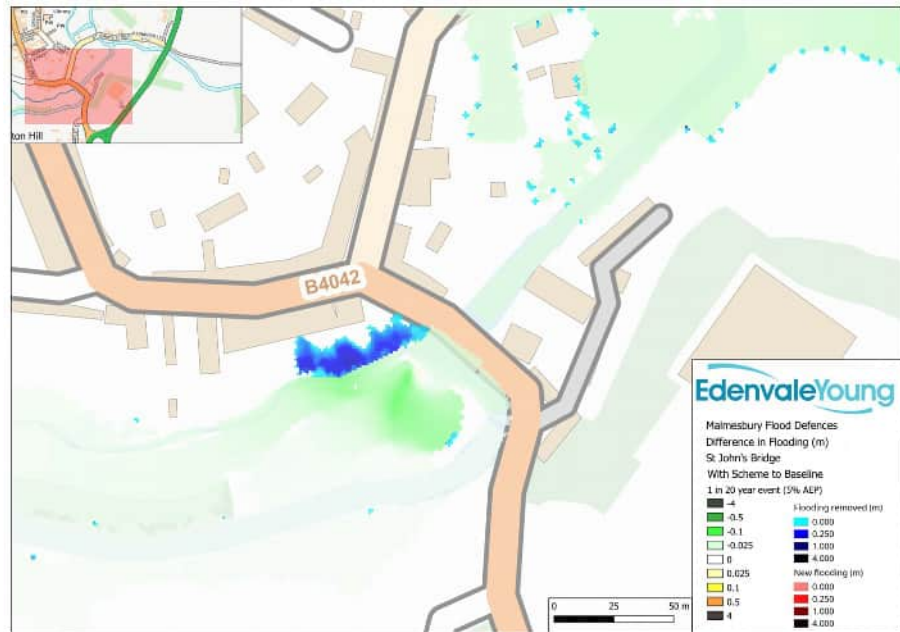 ton Hill
B4042
EdenvaleYoung
Malmesbury Flood Defences
Difference in Flooding (m)
St John's Bridge
With Scheme to Baseline
1 in 20 year event (5% AEP)
-4
-0.5
-0.1
-0.025
0
0.025
0.1
0.5
4
Flooding removed (m)
0.000
0.250
1.000
4.000
New flooding (m)
0.000
0.250
1.000
4.000
0 25 50 m